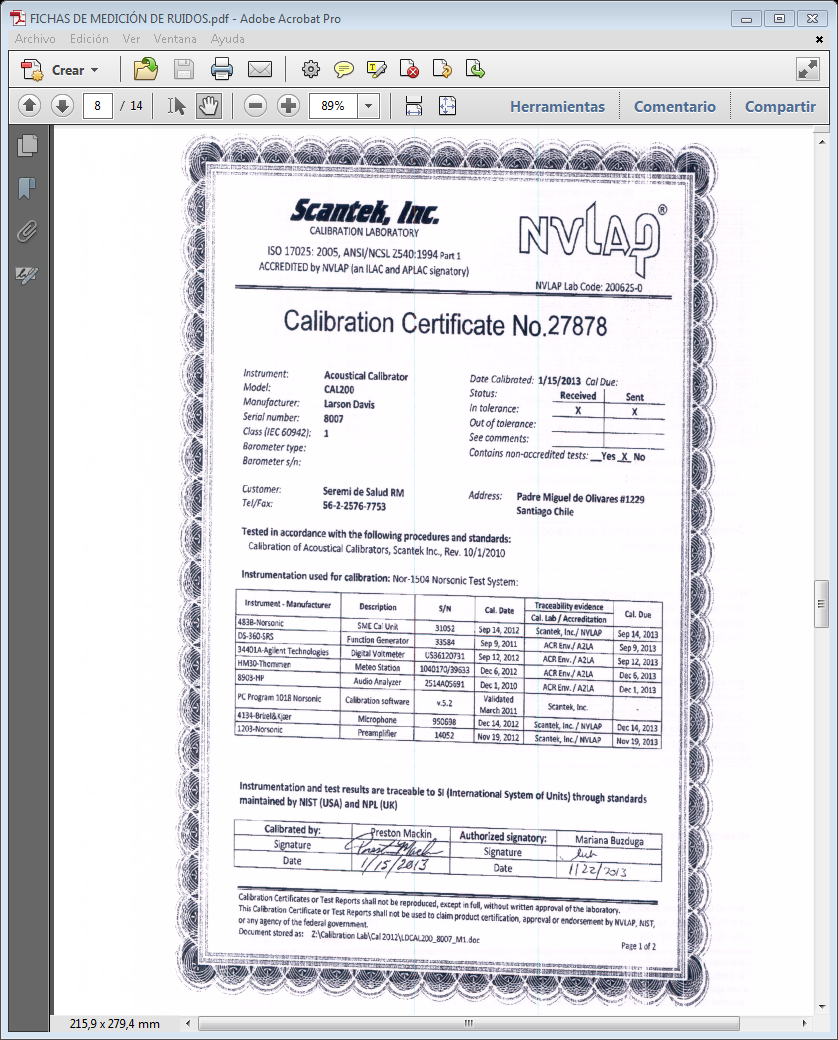 FICHAS DE MEDICIÓN DE RUIDOS.pdf - Adobe Acrobat Pro
Archivo Edición Ver Ventana Ayuda
Crear
8 / 14 89% Herramientas Comentario Compartir
Scantek, Inc.
CALIBRATION LABORATORY
ISO 17025: 2005, ANSI/NCSL Z540:1994 Part 1
ACCREDITED by NVLAP (an ILAC and APLAC signatory)
NVLAP®
NVLAP Lab Code: 200625-0
Calibration Certificate No.27878
Instrument: Acoustical Calibrator
Model: CAL200
Manufacturer: Larson Davis
Serial number: 8007
Class (IEC 60942): 1
Barometer type:
Barometer s/n:
Date Calibrated: 1/15/2013 Cal Due:
Status: Received Sent
In tolerance: X X
Out of tolerance:
See comments:
Contains non-accredited tests: __Yes _X_ No
Customer: Seremi de Salud RM
Tel/Fax: 56-2-2576-7753
Address: Padre Miguel de Olivares #1229
Santiago Chile
Tested in accordance with the following procedures and standards:
Calibration of Acoustical Calibrators, Scantek Inc., Rev. 10/1/2010
Instrumentation used for calibration: Nor-1504 Norsonic Test System:
Instrument - Manufacturer Description S/N Cal. Date Traceability evidence Cal. Due
Cal. Lab / Accreditation
483B-Norsonic SME Cal Unit 31052 Sep 14, 2012 Scantek, Inc./ NVLAP Sep 14, 2013
DS-360-SRS Function Generator 33584 Sep 9, 2011 ACR Env./ A2LA Sep 9, 2013
34401A-Agilent Technologies Digital Voltmeter US36120731 Sep 12, 2012 ACR Env. / A2LA Sep 12, 2013
HM30-Thommen Meteo Station 1040170/39633 Dec 6, 2012 ACR Env./ A2LA Dec 6, 2013
8903-HP Audio Analyzer 2514A05691 Dec 1, 2010 ACR Env. / A2LA Dec 1, 2013
PC Program 1018 Norsonic Calibration software v.5.2 Validated March 2011 Scantek, Inc. -
4134-Brüel&Kjær Microphone 950698 Dec 14, 2012 Scantek, Inc. / NVLAP Dec 14, 2013
1203-Norsonic Preamplifier 14052 Nov 19, 2012 Scantek, Inc./ NVLAP Nov 19, 2013
Instrumentation and test results are traceable to SI (International System of Units) through standards
maintained by NIST (USA) and NPL (UK)
Calibrated by: Preston Mackin Authorized signatory: Mariana Buzduga
Signature Signature
Date 1/15/2013 Date 1/22/2013
Calibration Certificates or Test Reports shall not be reproduced, except in full, without written approval of the laboratory.
This Calibration Certificate or Test Reports shall not be used to claim product certification, approval or endorsement by NVLAP, NIST,
or any agency of the federal government.
Document stored as: Z:\Calibration Lab\Cal 2012\LDCAL200_8007_M1.doc
Page 1 of 2
215,9 x 279,4 mm